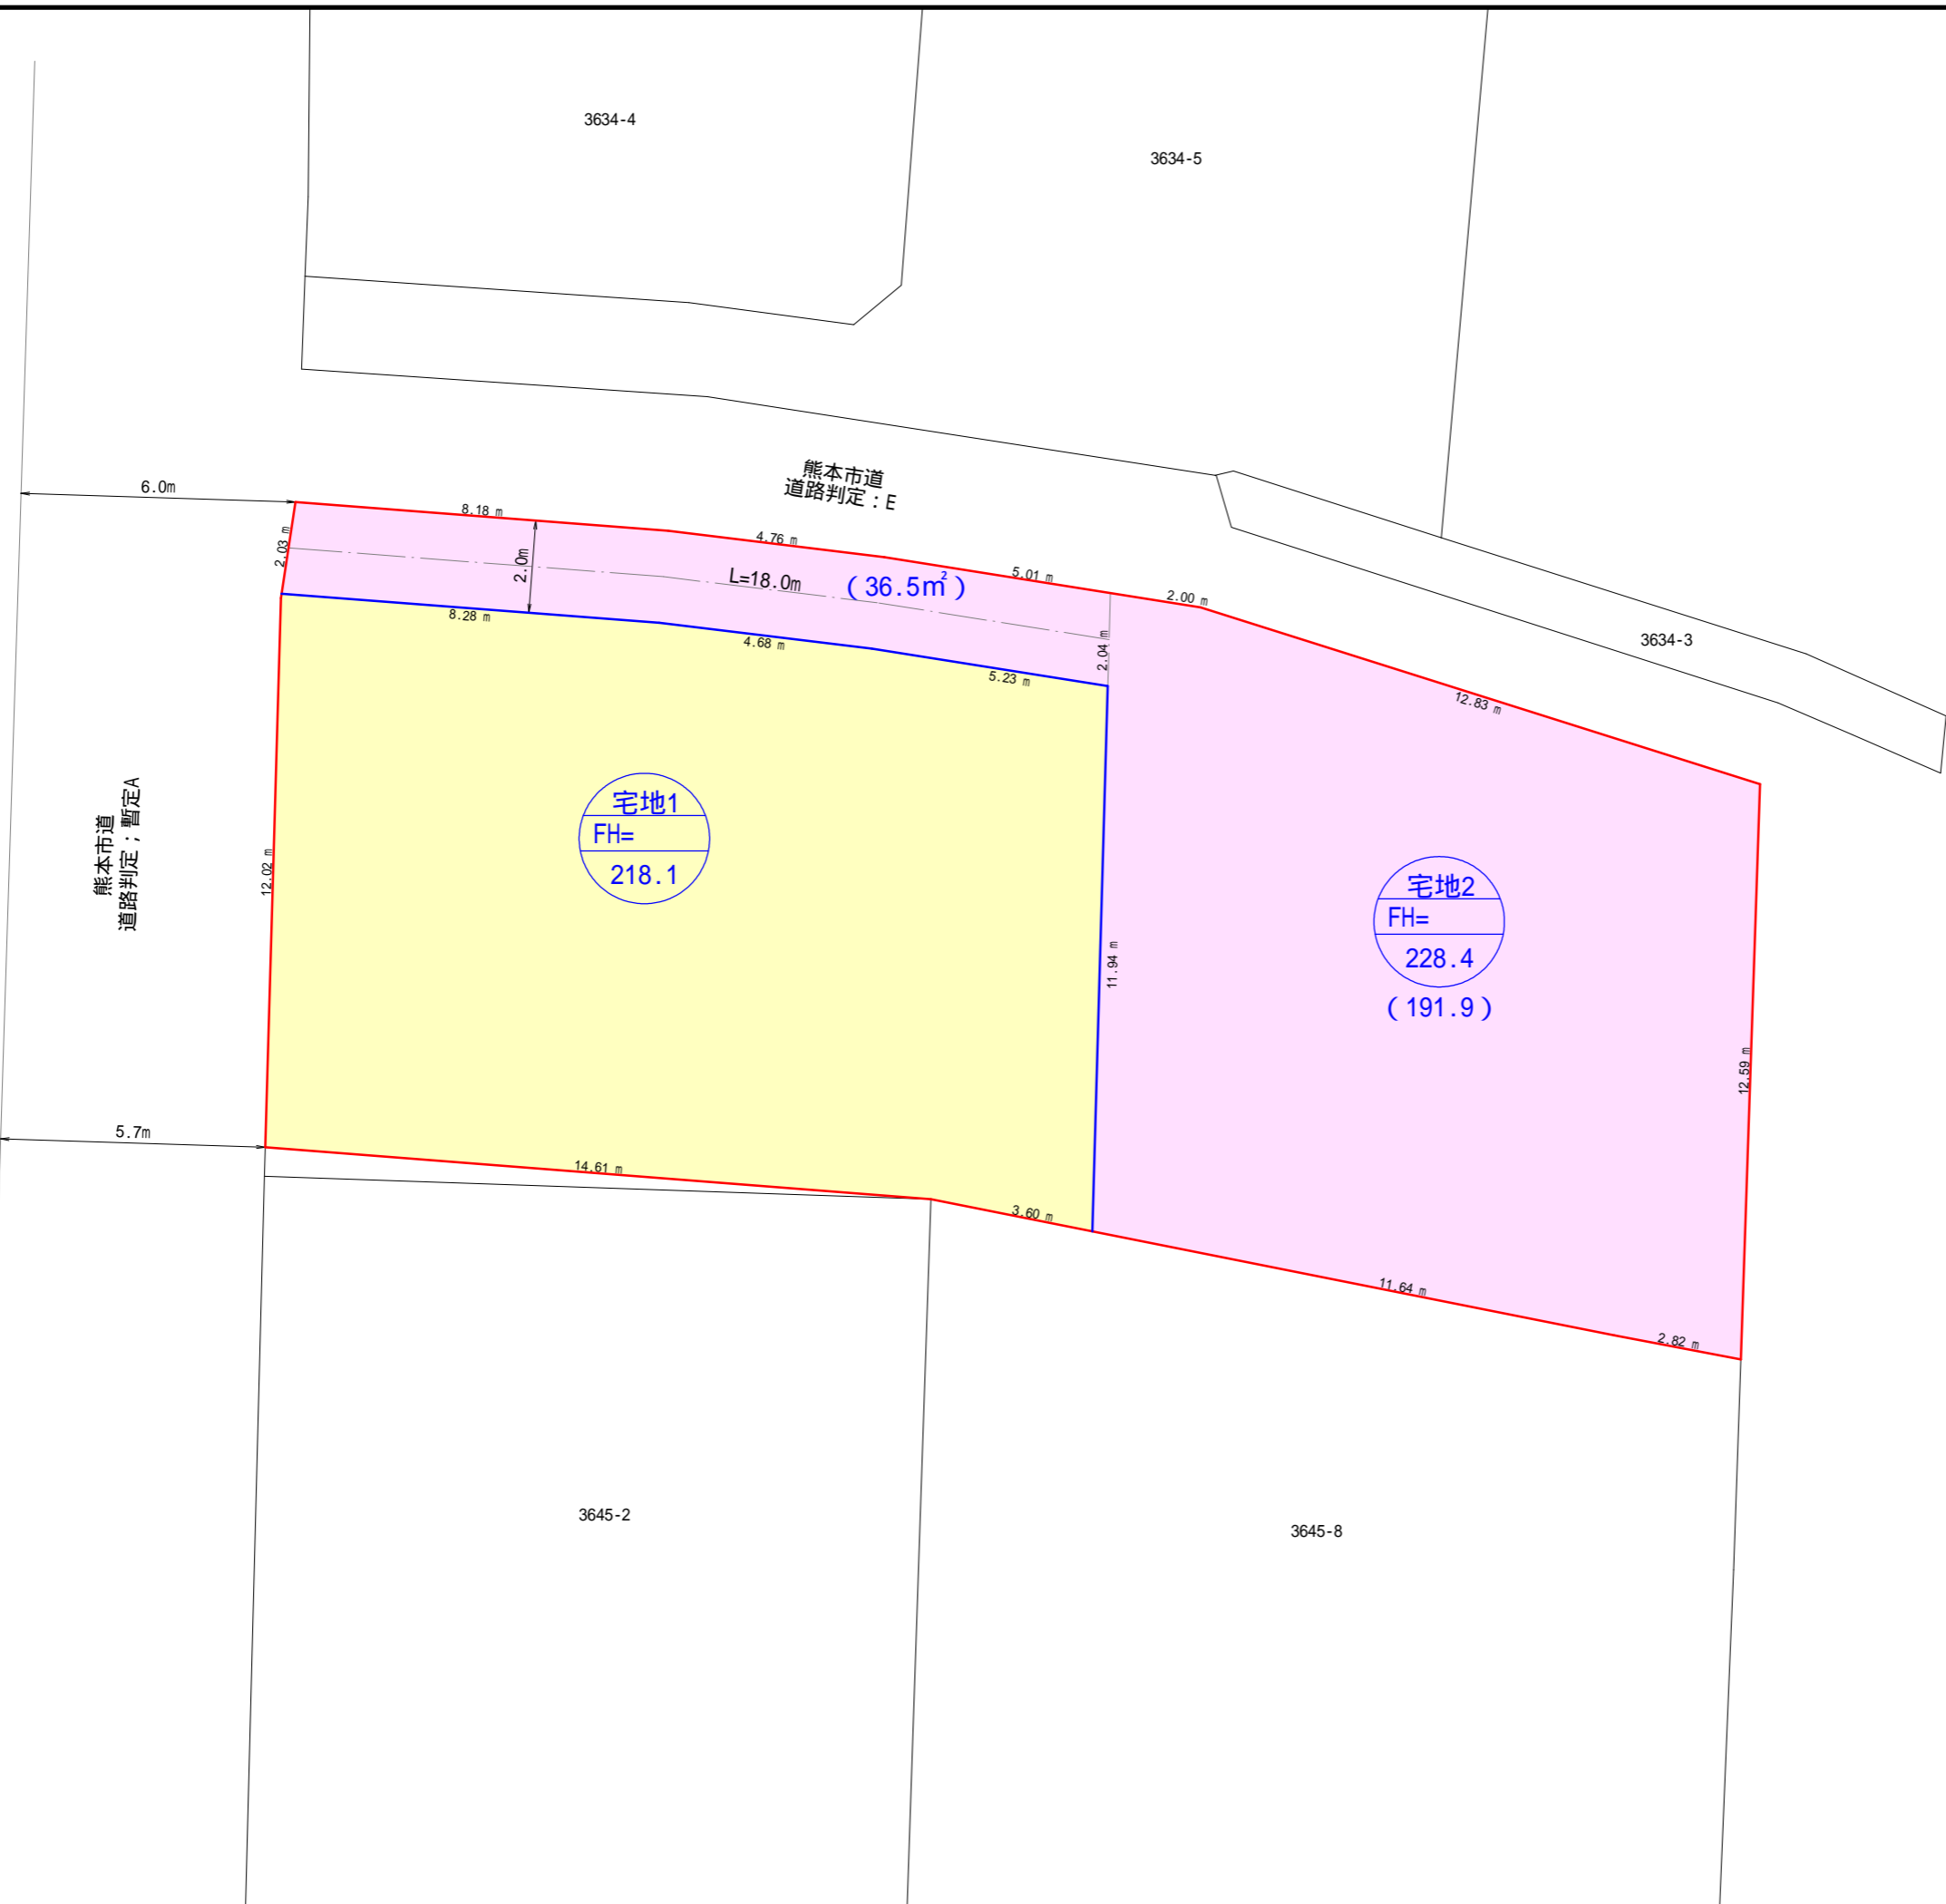 3634-4
3634-5
熊本市道
道路判定：E
6.0m
8.18 m
4.76 m
5.01 m
2.00 m
2.03 m
2.0m
L=18.0m
(36.5㎡)
2.04 m
3634-3
8.28 m
4.68 m
5.23 m
12.83 m
宅地1
FH=
218.1
熊本市道
道路判定；暫定A
12.02 m
宅地2
FH=
228.4
(191.9)
11.94 m
12.59 m
5.7m
14.61 m
3.60 m
11.64 m
2.82 m
3645-2
3645-8